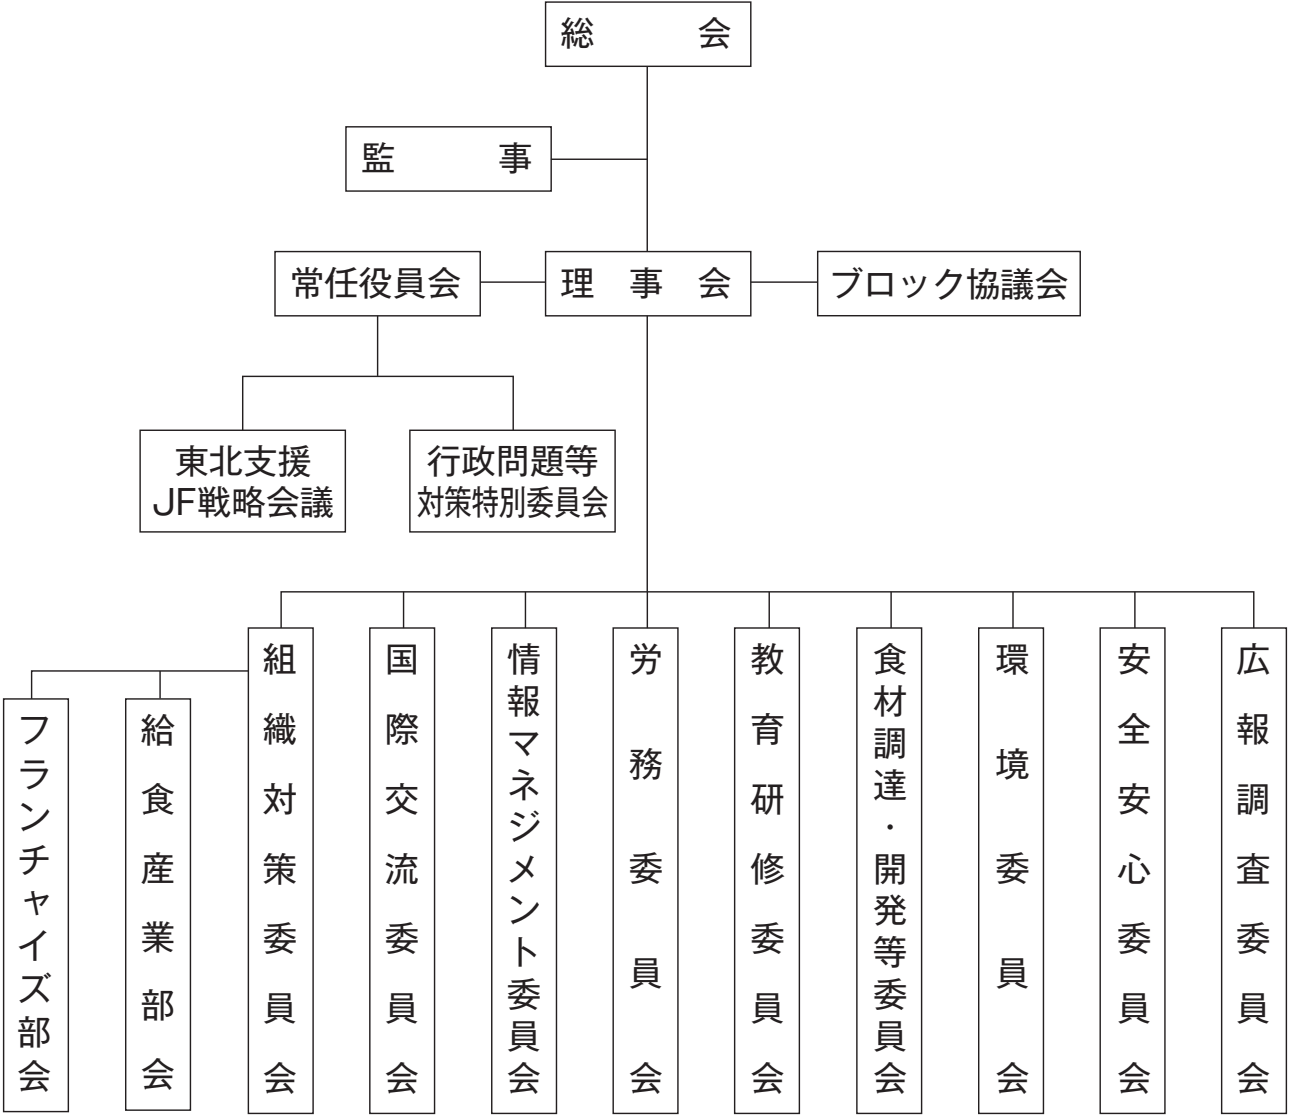 総会
監事
常任役員会
理事会
ブロック協議会
東北支援
JF戦略会議
行政問題等
対策特別委員会
フランチャイズ部会
給食産業部会
組織対策委員会
国際交流委員会
情報マネジメント委員会
労務委員会
教育研修委員会
食材調達・開発等委員会
環境委員会
安全安心委員会
広報調査委員会